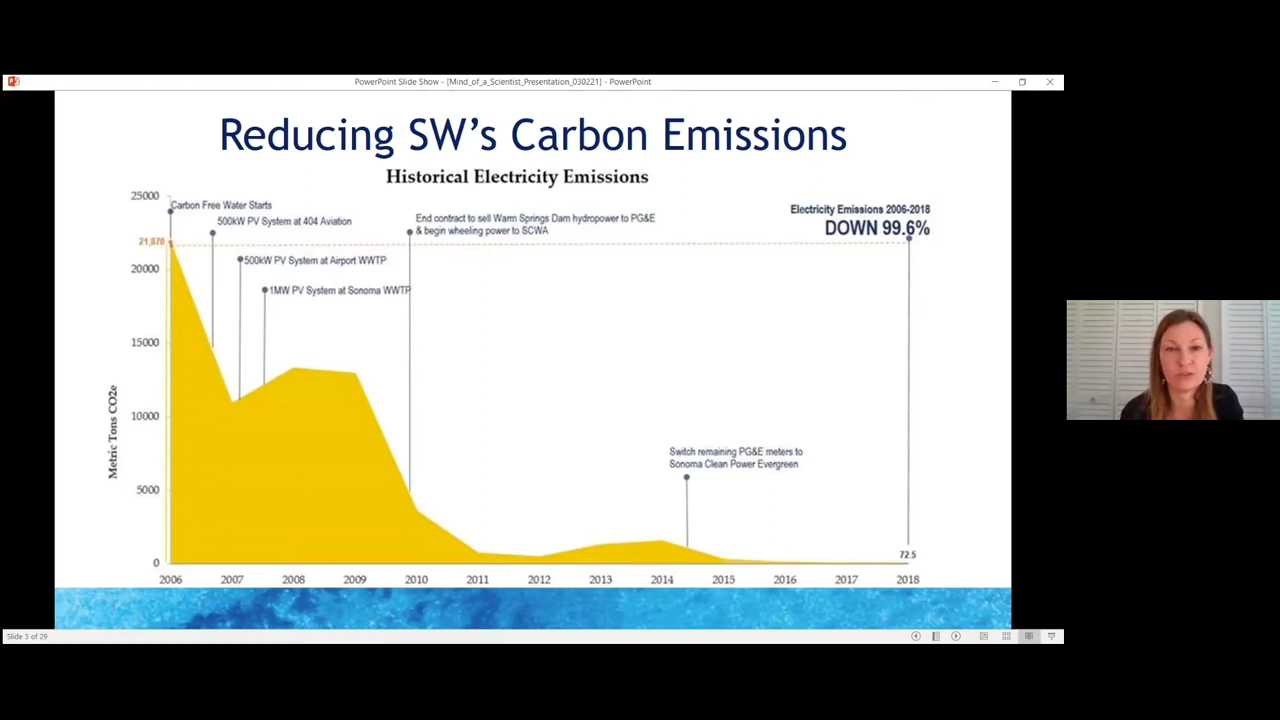 PowerPoint Slide Show - [Mind_of_a_Scientist_Presentation_030221] - PowerPoint
Reducing SW's Carbon Emissions
Historical Electricity Emissions
25000
Carbon Free Water Starts
500kW PV System at 404 Aviation
End contract to sell Warm Springs Dam hydropower to PG&E
& begin wheeling power to SCWA
Electricity Emissions 2006-2018
DOWN 99.6%
21,870
500kW PV System at Airport WWTP
20000
1MW PV System at Sonoma WWTP
15000
10000
Metric Tons CO2e
Switch remaining PG&E meters to
Sonoma Clean Power Evergreen
5000
72.5
0
2006 2007 2008 2009 2010 2011 2012 2013 2014 2015 2016 2017 2018
Slide 3 of 29